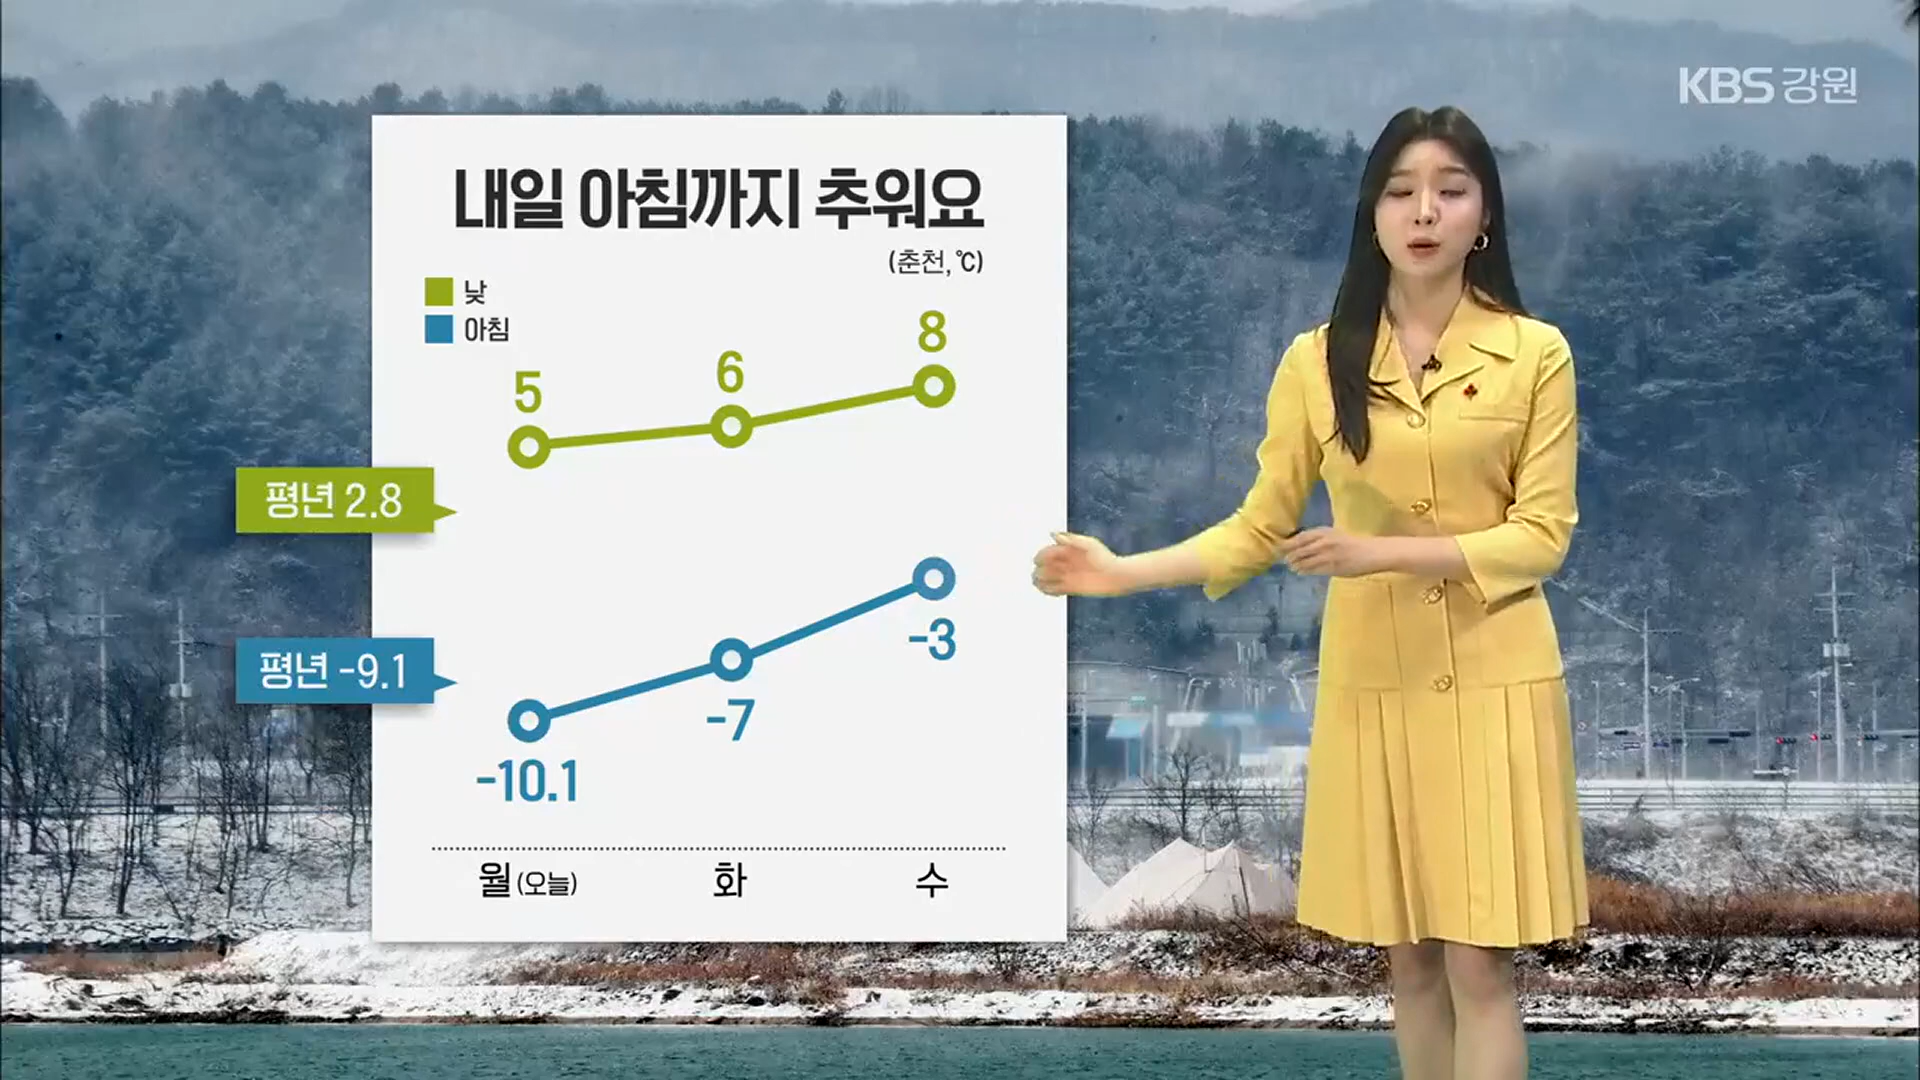 KBS 강원
내일 아침까지 추워요
(춘천, ℃)
낮
아침
5
6
8
평년 2.8
평년 -9.1
-10.1
-7
-3
월(오늘)
화
수